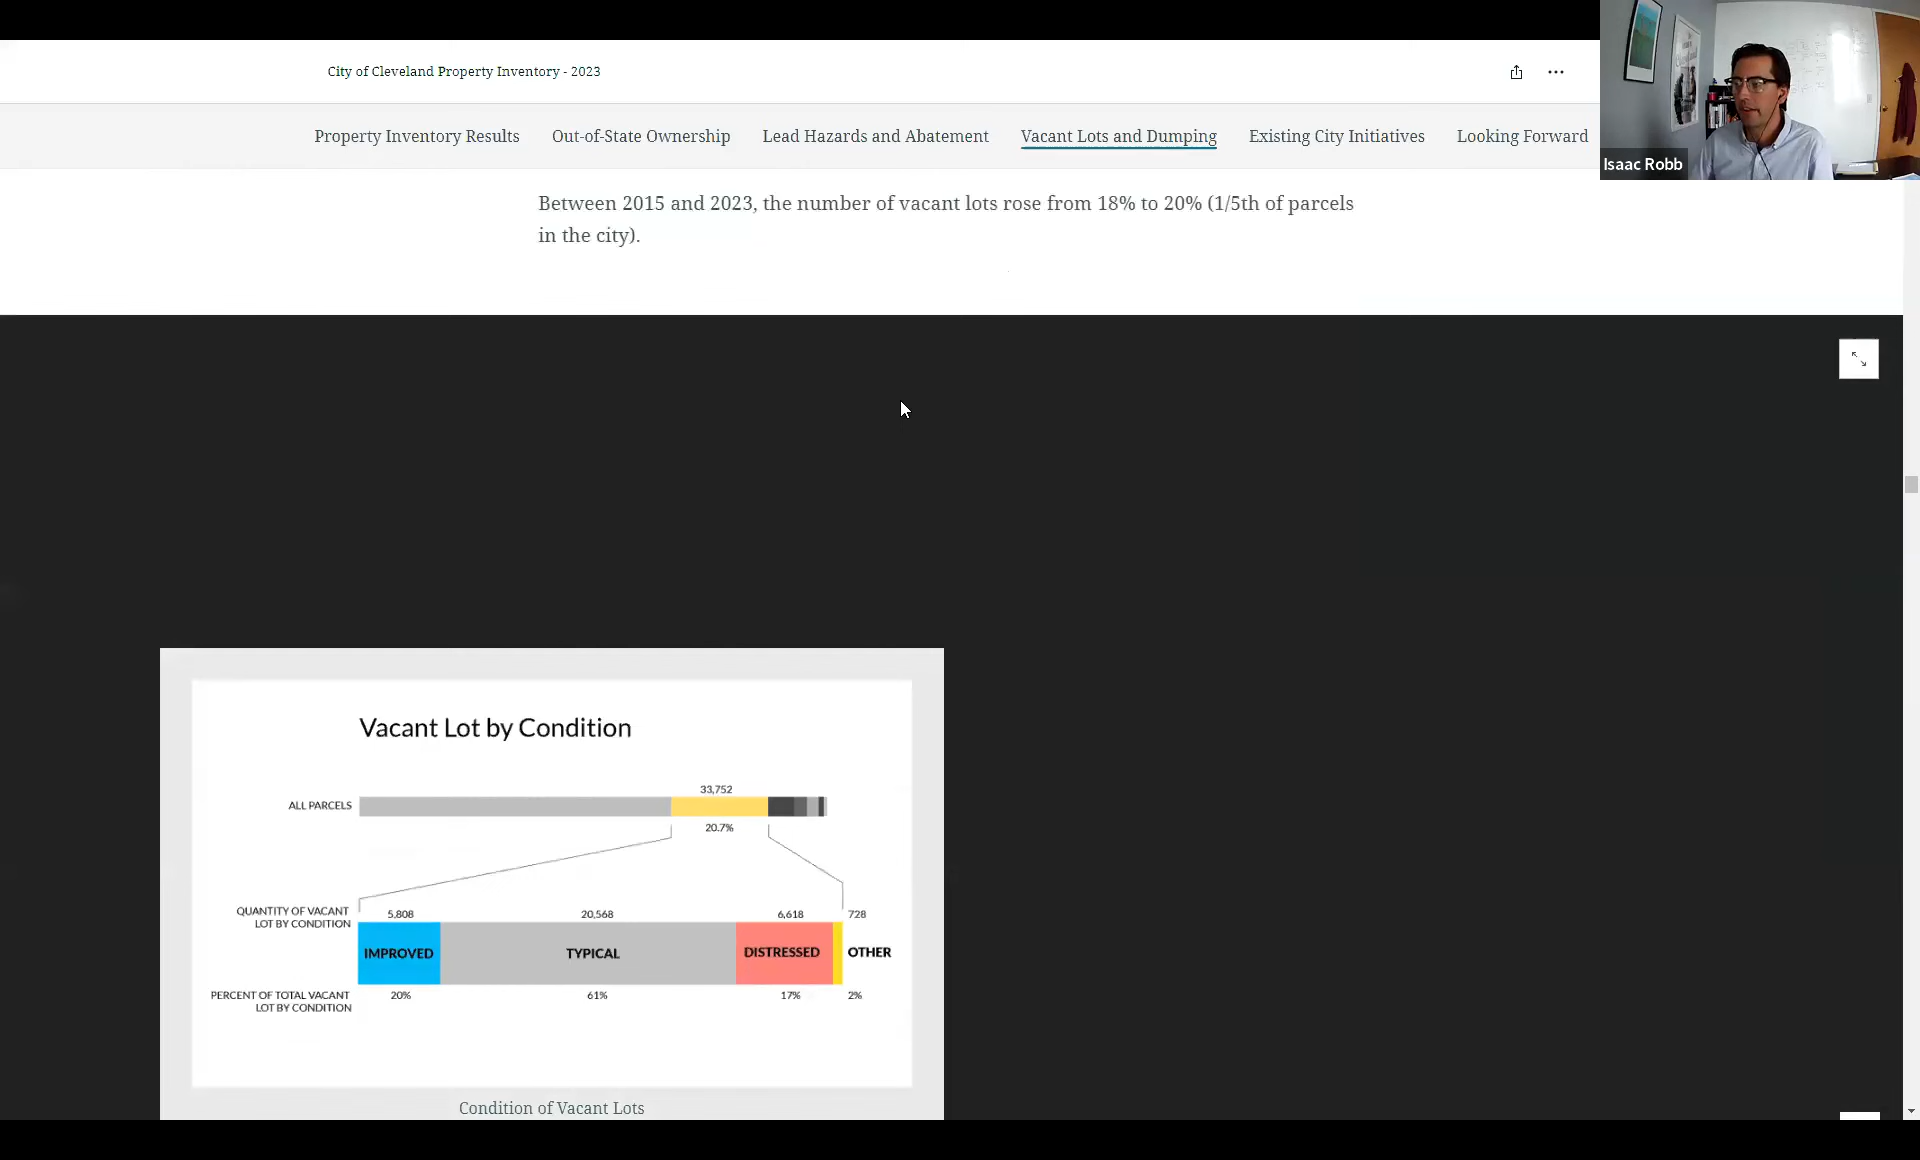 City of Cleveland Property Inventory - 2023
Property Inventory Results
Out-of-State Ownership
Lead Hazards and Abatement
Vacant Lots and Dumping
Existing City Initiatives
Looking Forward
Isaac Robb
Between 2015 and 2023, the number of vacant lots rose from 18% to 20% (1/5th of parcels
in the city).
Vacant Lot by Condition
33,752
ALL PARCELS
20.7%
QUANTITY OF VACANT
LOT BY CONDITION
5,808
20,568
6,618
728
IMPROVED
TYPICAL
DISTRESSED
OTHER
PERCENT OF TOTAL VACANT
LOT BY CONDITION
20%
61%
17%
2%
Condition of Vacant Lots